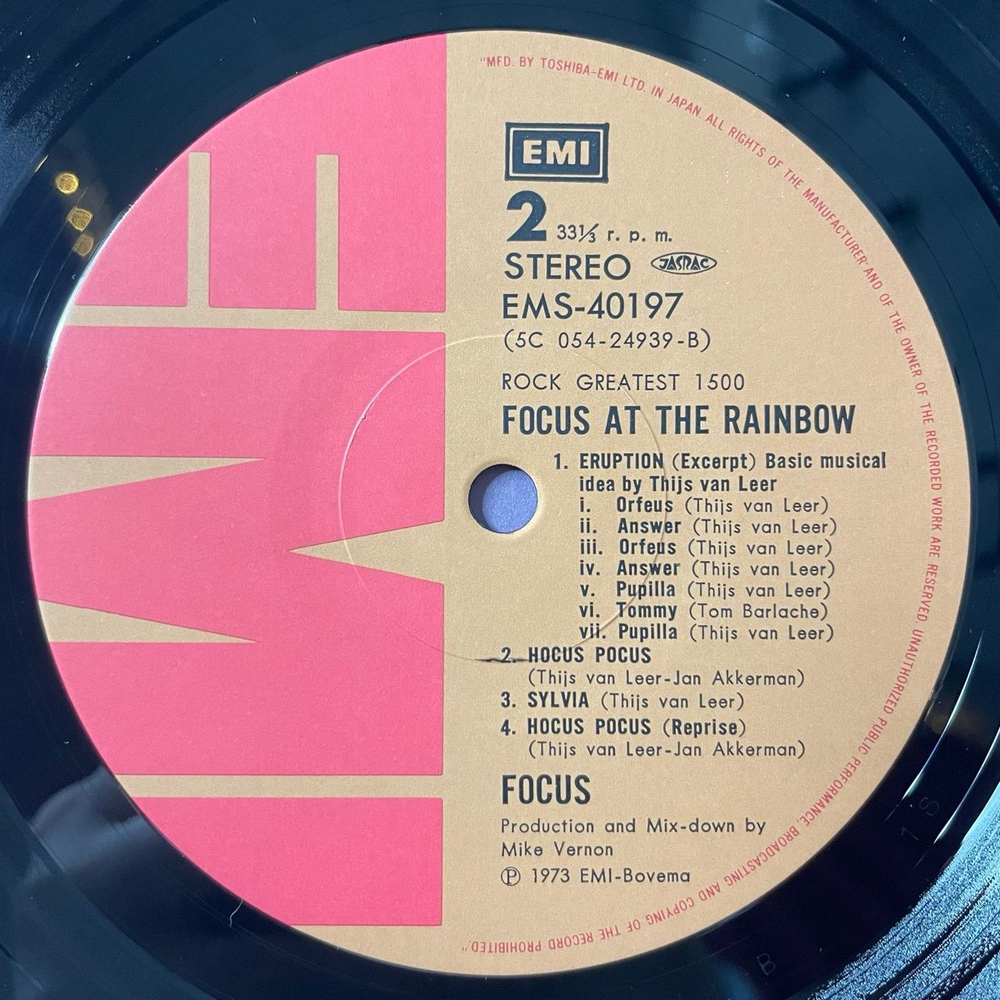 "MFD. BY TOSHIBA-EMI LTD. IN JAPAN. ALL RIGHTS OF THE MANUFACTURER AND OF THE OWNER OF THE RECORDED WORK ARE RESERVED. UNAUTHORIZED PUBLIC PERFORMANCE, BROADCASTING AND COPYING OF THE RECORD PROHIBITED."
EMI
EMI
2 33⅓ r. p. m.
STEREO JASRAC
EMS-40197
(5C 054-24939-B)
ROCK GREATEST 1500
FOCUS AT THE RAINBOW
1. ERUPTION (Excerpt) Basic musical
idea by Thijs van Leer
i. Orfeus (Thijs van Leer)
ii. Answer (Thijs van Leer)
iii. Orfeus (Thijs van Leer)
iv. Answer (Thijs van Leer)
v. Pupilla (Thijs van Leer)
vi. Tommy (Tom Barlache)
vii. Pupilla (Thijs van Leer)
2. HOCUS POCUS
(Thijs van Leer-Jan Akkerman)
3. SYLVIA (Thijs van Leer)
4. HOCUS POCUS (Reprise)
(Thijs van Leer-Jan Akkerman)
FOCUS
Production and Mix-down by
Mike Vernon
Ⓟ 1973 EMI-Bovema
1 S
B